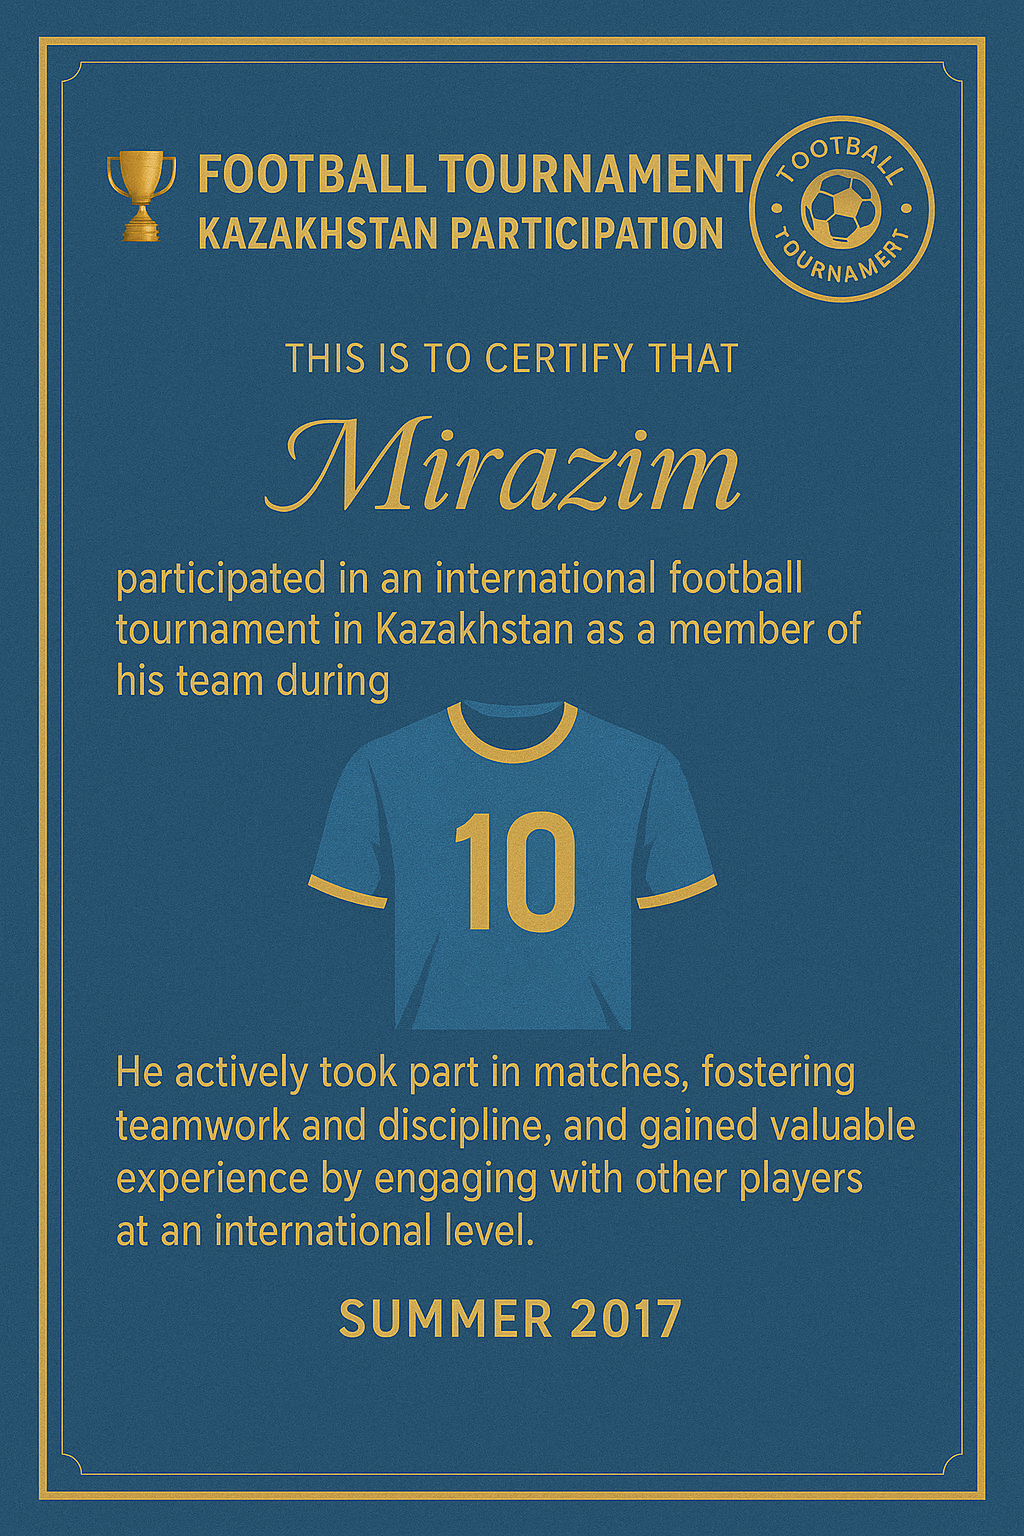 FOOTBALL TOURNAMENT
KAZAKHSTAN PARTICIPATION
TOOTBALL
TOURNAMERT
THIS IS TO CERTIFY THAT
Mirazim
participated in an international football
tournament in Kazakhstan as a member of
his team during
10
He actively took part in matches, fostering
teamwork and discipline, and gained valuable
experience by engaging with other players
at an international level.
SUMMER 2017